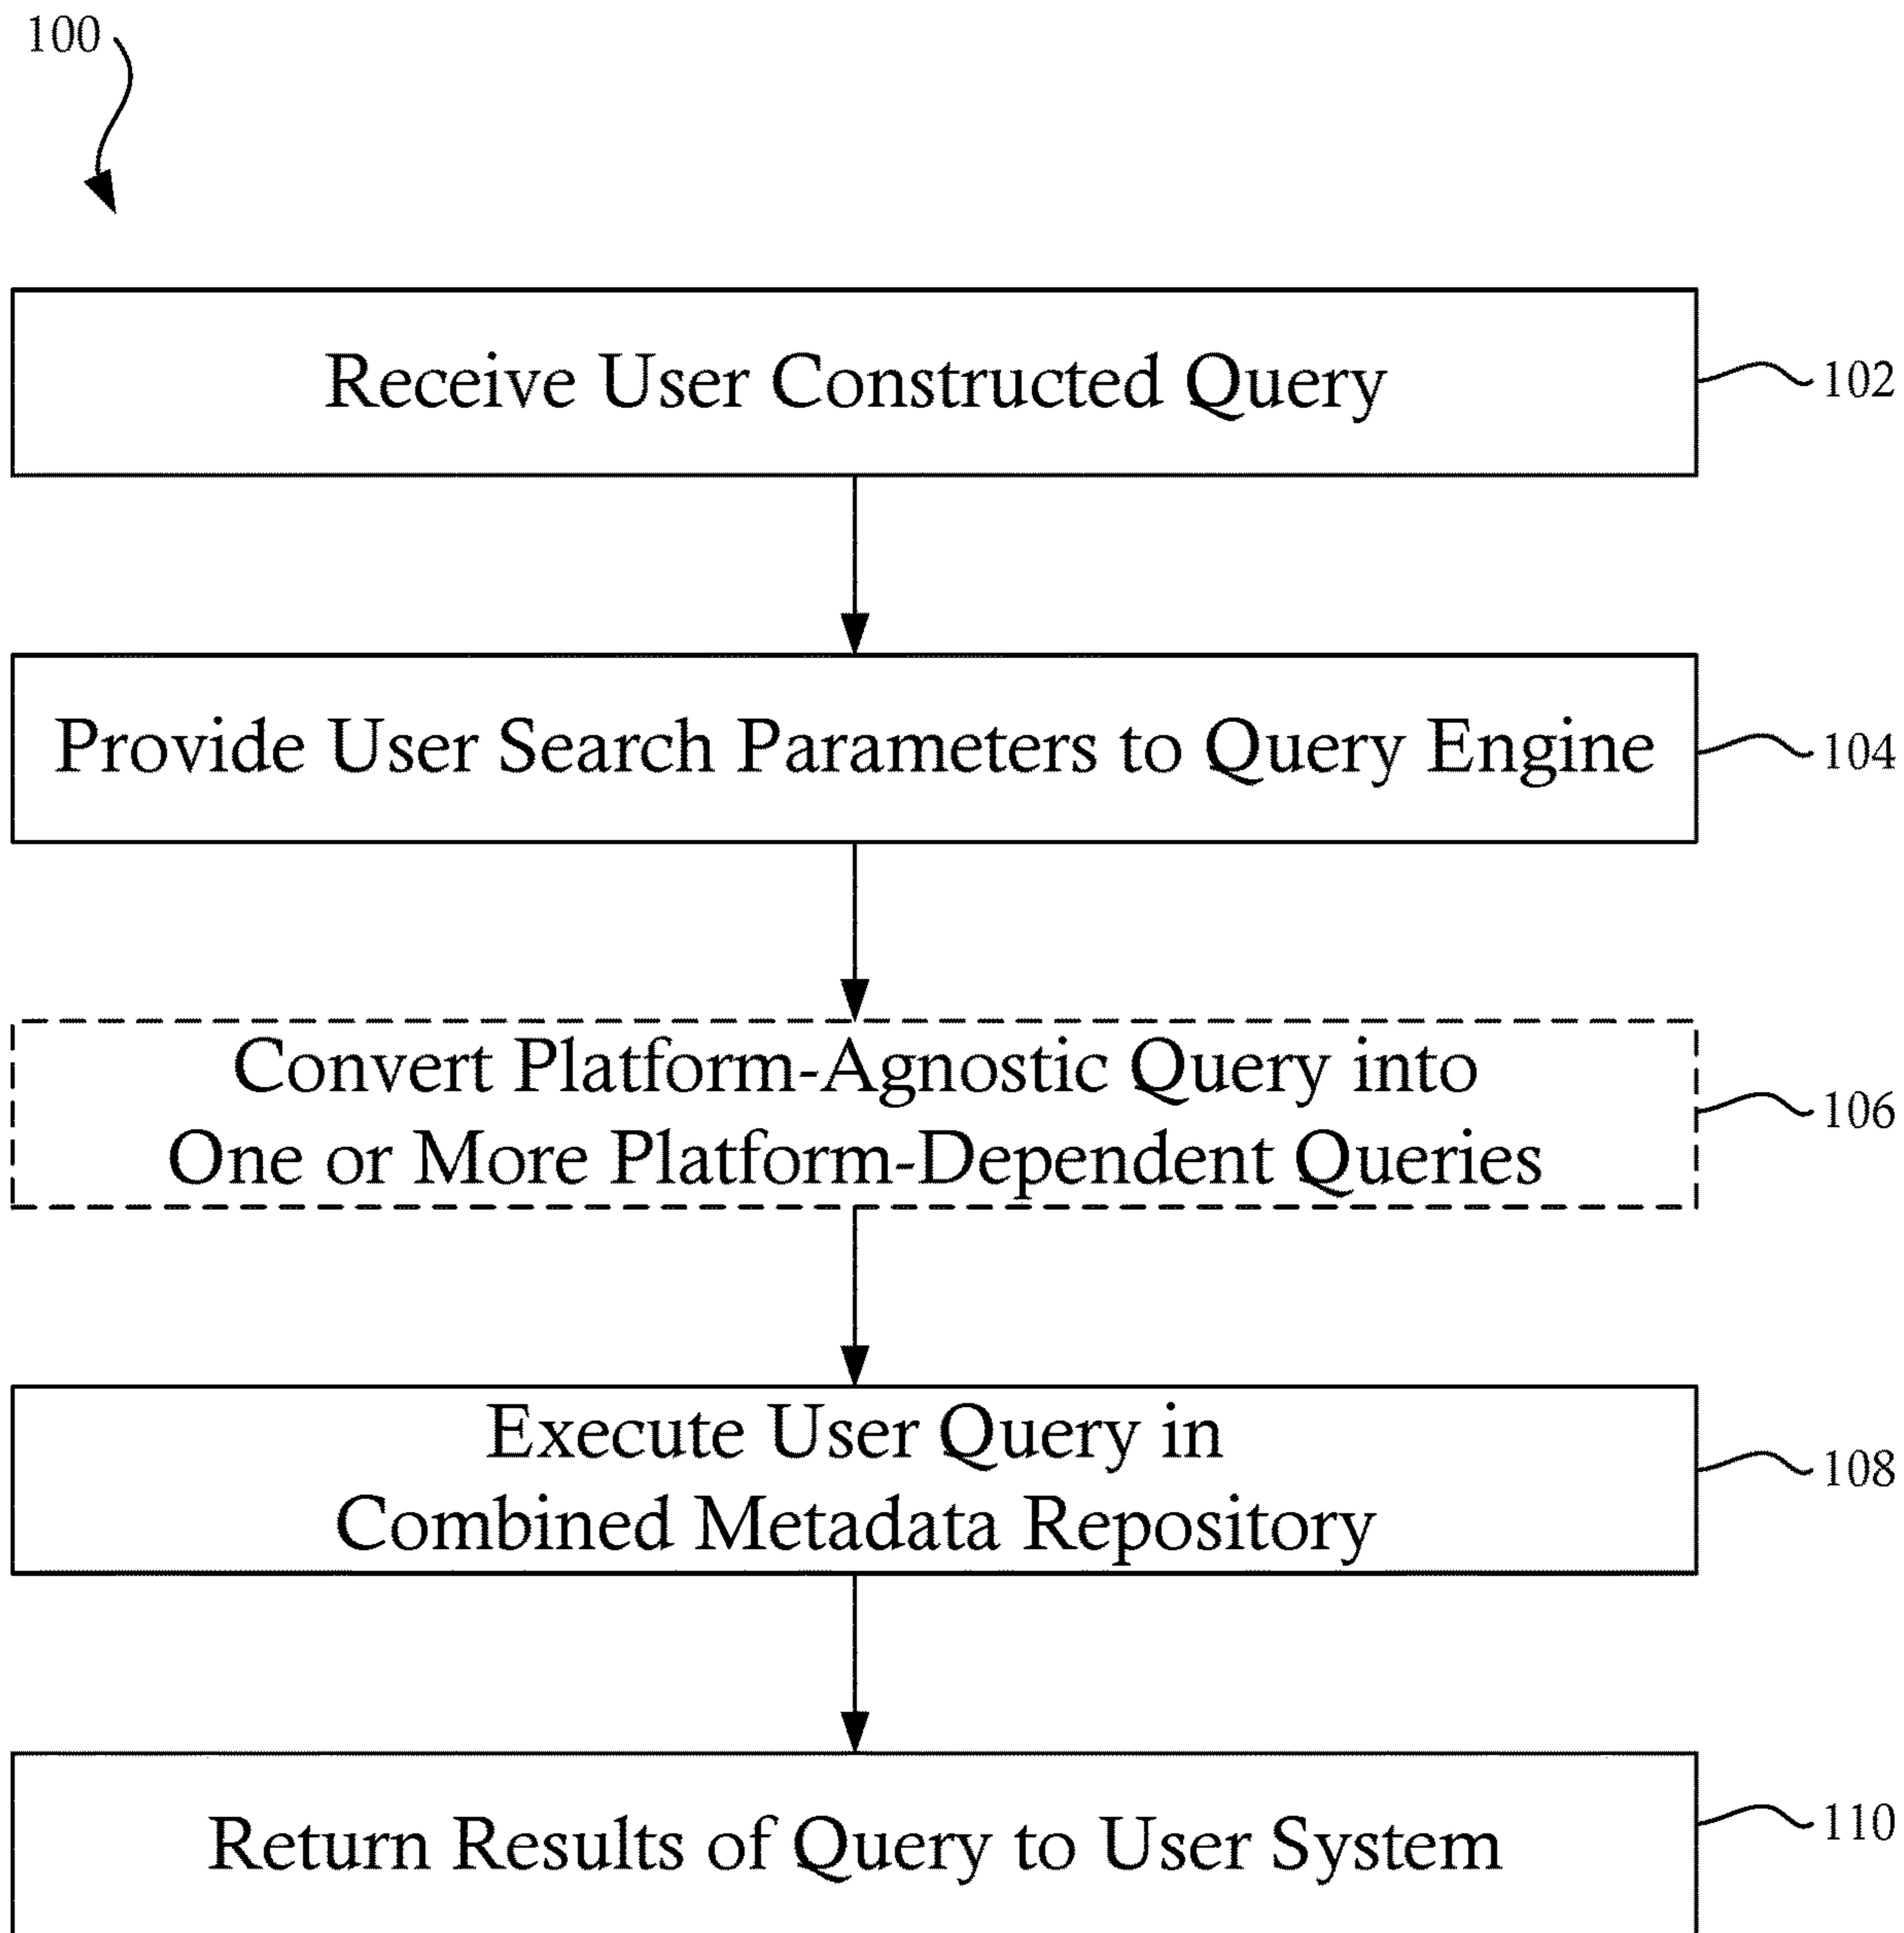 100
Receive User Constructed Query
102
Provide User Search Parameters to Query Engine
104
Convert Platform-Agnostic Query into
One or More Platform-Dependent Queries
106
Execute User Query in
Combined Metadata Repository
108
Return Results of Query to User System
110